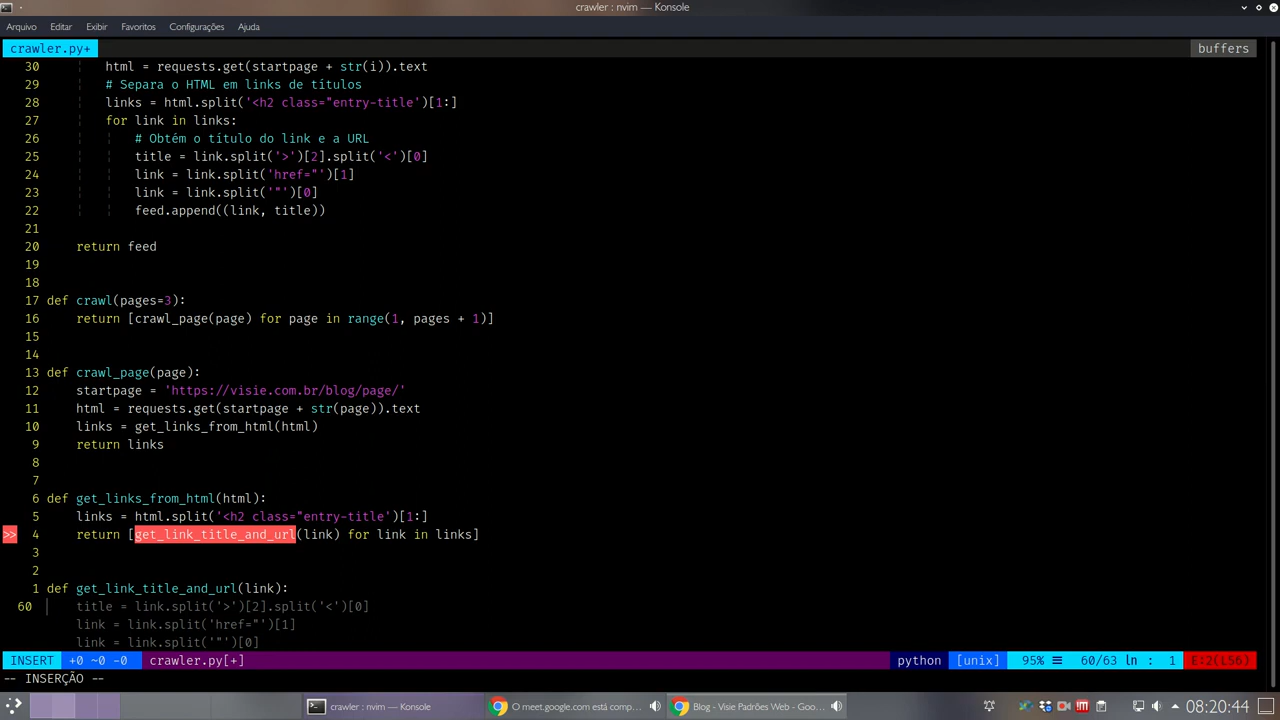 crawler : nvim — Konsole
Arquivo Editar Exibir Favoritos Configurações Ajuda
crawler.py+ buffers
30 html = requests.get(startpage + str(i)).text
29 # Separa o HTML em links de títulos
28 links = html.split('<h2 class="entry-title')[1:]
27 for link in links:
26 # Obtém o título do link e a URL
25 title = link.split('>')[2].split('<')[0]
24 link = link.split('href="')[1]
23 link = link.split('"')[0]
22 feed.append((link, title))
21
20 return feed
19
18
17 def crawl(pages=3):
16 return [crawl_page(page) for page in range(1, pages + 1)]
15
14
13 def crawl_page(page):
12 startpage = 'https://visie.com.br/blog/page/'
11 html = requests.get(startpage + str(page)).text
10 links = get_links_from_html(html)
9 return links
8
7
6 def get_links_from_html(html):
5 links = html.split('<h2 class="entry-title')[1:]
>> 4 return [get_link_title_and_url(link) for link in links]
3
2
1 def get_link_title_and_url(link):
60 title = link.split('>')[2].split('<')[0]
link = link.split('href="')[1]
link = link.split('"')[0]
INSERT +0 ~0 -0 crawler.py[+] python [unix] 95% ☰ 60/63 ln : 1 E:2(L56)
-- INSERÇÃO --
crawler : nvim — Konsole O meet.google.com está comp... Blog - Visie Padrões Web - Goo... 08:20:44